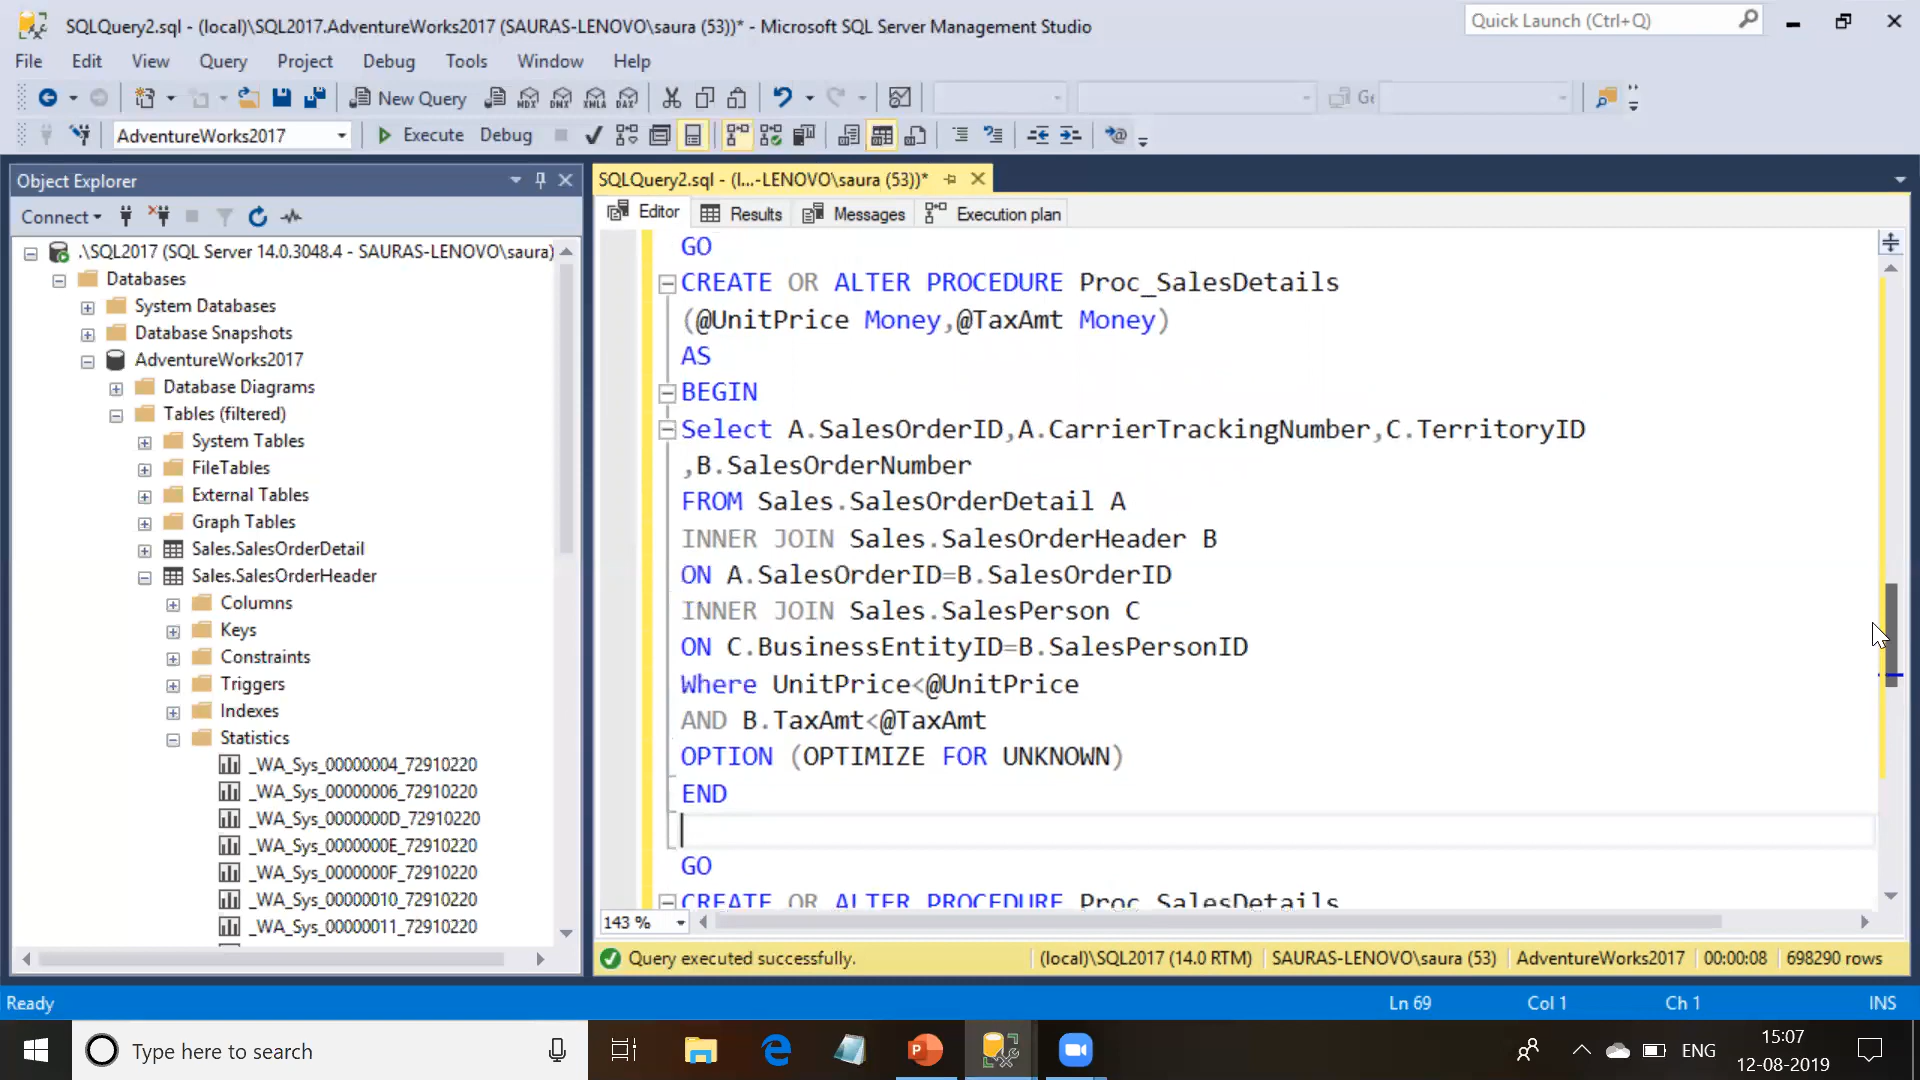 SQLQuery2.sql - (local)\SQL2017.AdventureWorks2017 (SAURAS-LENOVO\saura (53))* - Microsoft SQL Server Management Studio
Quick Launch (Ctrl+Q)
File Edit View Query Project Debug Tools Window Help
New Query
MDX DMX XMLA DAX
Ge
AdventureWorks2017
Execute Debug
Object Explorer
Connect
.\SQL2017 (SQL Server 14.0.3048.4 - SAURAS-LENOVO\saura)
Databases
System Databases
Database Snapshots
AdventureWorks2017
Database Diagrams
Tables (filtered)
System Tables
FileTables
External Tables
Graph Tables
Sales.SalesOrderDetail
Sales.SalesOrderHeader
Columns
Keys
Constraints
Triggers
Indexes
Statistics
_WA_Sys_00000004_72910220
_WA_Sys_00000006_72910220
_WA_Sys_0000000D_72910220
_WA_Sys_0000000E_72910220
_WA_Sys_0000000F_72910220
_WA_Sys_00000010_72910220
_WA_Sys_00000011_72910220
SQLQuery2.sql - (l...-LENOVO\saura (53))*
Editor Results Messages Execution plan
GO
CREATE OR ALTER PROCEDURE Proc_SalesDetails
(@UnitPrice Money,@TaxAmt Money)
AS
BEGIN
Select A.SalesOrderID,A.CarrierTrackingNumber,C.TerritoryID
,B.SalesOrderNumber
FROM Sales.SalesOrderDetail A
INNER JOIN Sales.SalesOrderHeader B
ON A.SalesOrderID=B.SalesOrderID
INNER JOIN Sales.SalesPerson C
ON C.BusinessEntityID=B.SalesPersonID
Where UnitPrice<@UnitPrice
AND B.TaxAmt<@TaxAmt
OPTION (OPTIMIZE FOR UNKNOWN)
END
GO
CREATE OR ALTER PROCEDURE Proc_SalesDetails
143 %
Query executed successfully.
(local)\SQL2017 (14.0 RTM) SAURAS-LENOVO\saura (53) AdventureWorks2017 00:00:08 698290 rows
Ready
Ln 69 Col 1 Ch 1 INS
Type here to search
ENG
15:07
12-08-2019